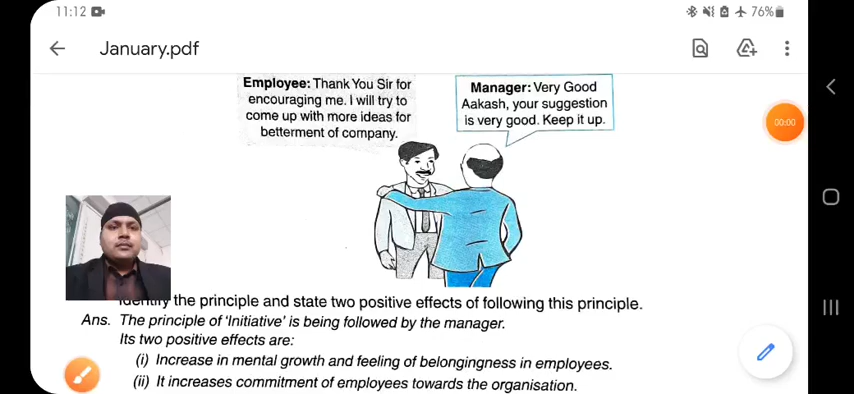 11:12
76%
January.pdf
Employee: Thank You Sir for
encouraging me. I will try to
come up with more ideas for
betterment of company.
Manager: Very Good
Aakash, your suggestion
is very good. Keep it up.
00:00
Identify the principle and state two positive effects of following this principle.
Ans. The principle of 'Initiative' is being followed by the manager.
Its two positive effects are:
(i) Increase in mental growth and feeling of belongingness in employees.
(ii) It increases commitment of employees towards the organisation.